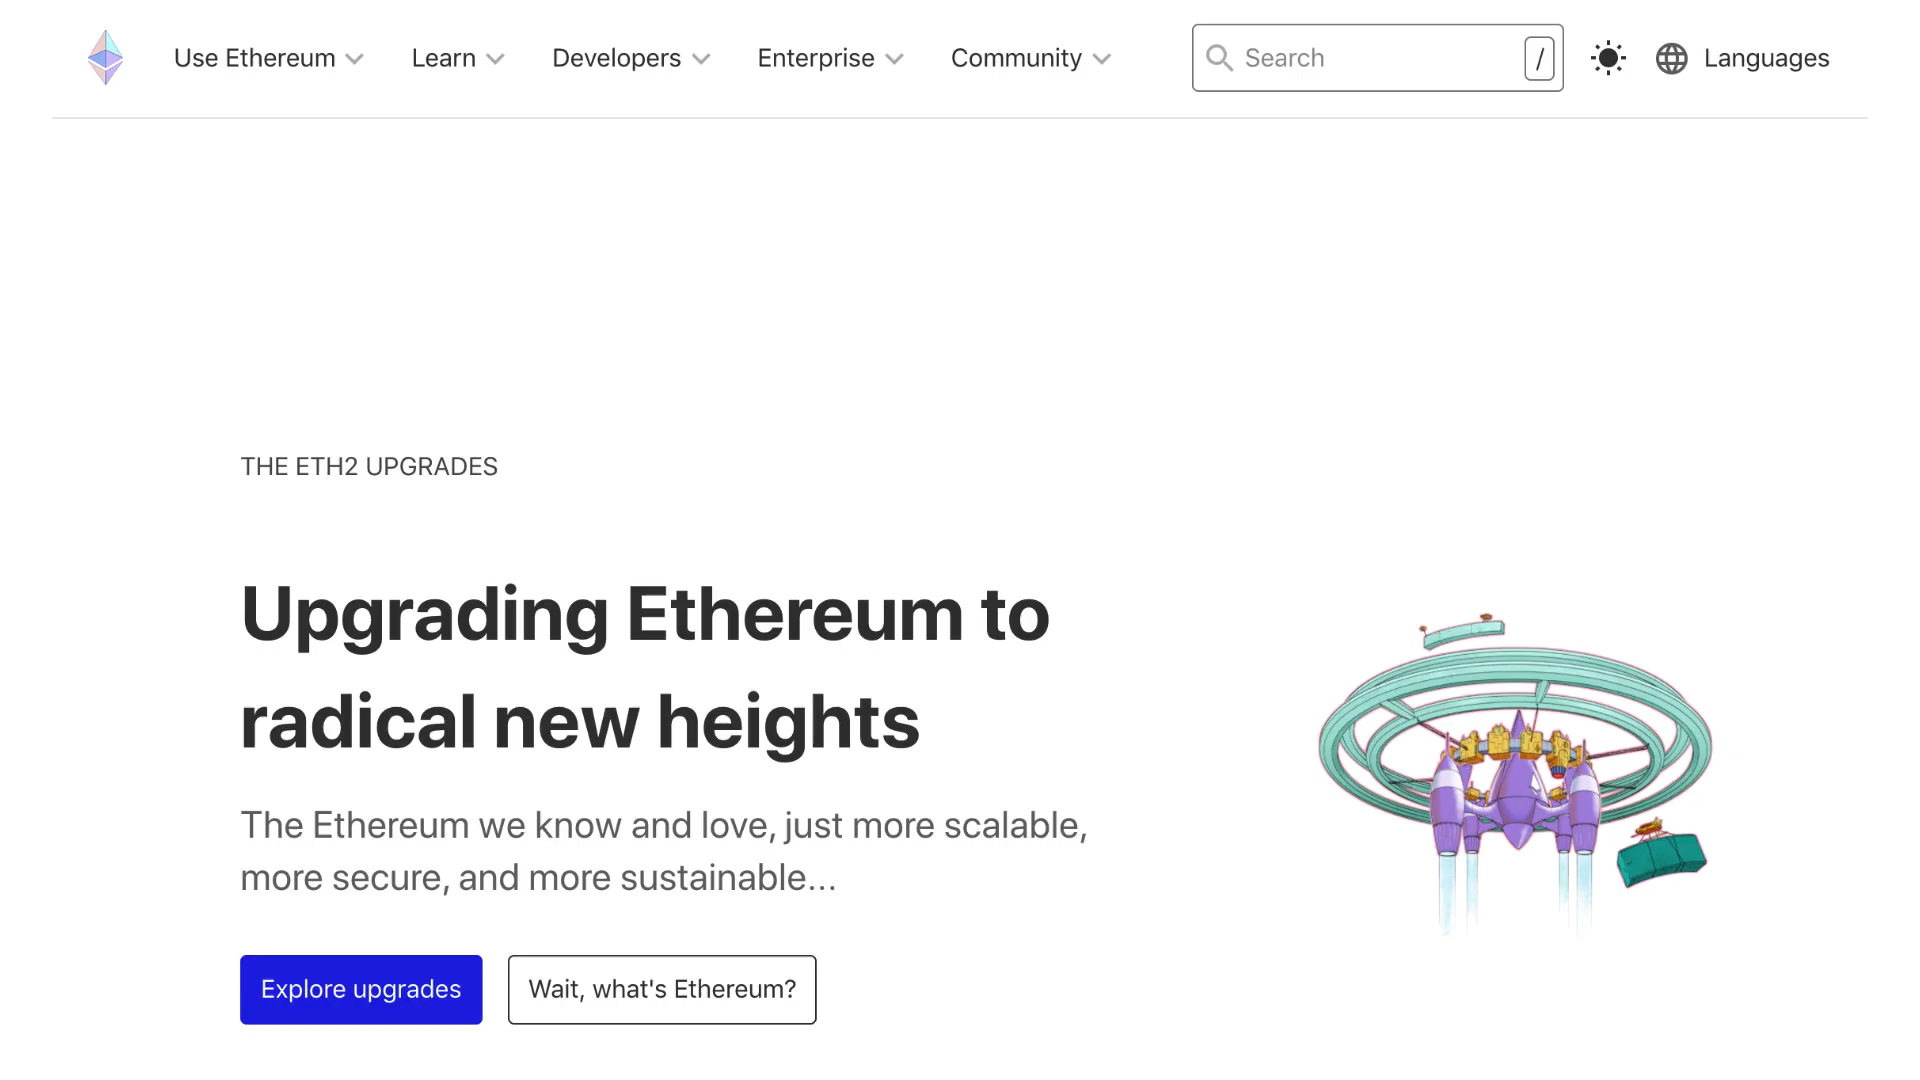 Use Ethereum Learn Developers Enterprise Community Search / Languages
THE ETH2 UPGRADES
Upgrading Ethereum to
radical new heights
The Ethereum we know and love, just more scalable,
more secure, and more sustainable...
Explore upgrades Wait, what's Ethereum?